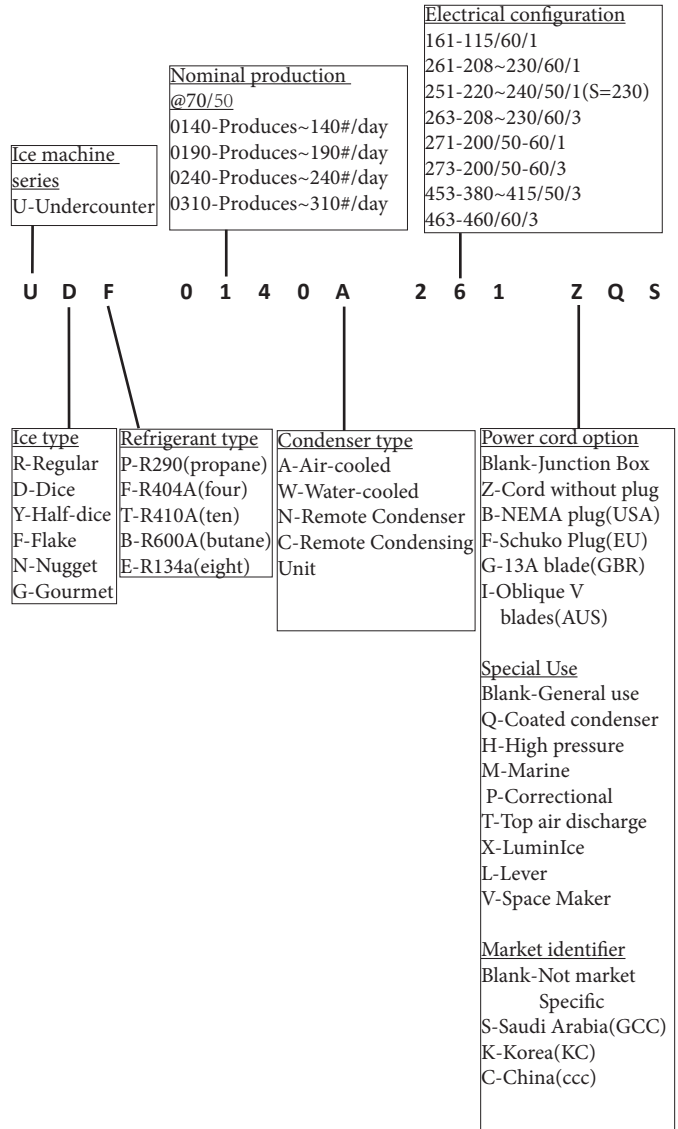 Electrical configuration
161-115/60/1
261-208~230/60/1
251-220~240/50/1(S=230)
263-208~230/60/3
271-200/50-60/1
273-200/50-60/3
453-380~415/50/3
463-460/60/3
Nominal production
@70/50
0140-Produces~140#/day
0190-Produces~190#/day
0240-Produces~240#/day
0310-Produces~310#/day
Ice machine
series
U-Undercounter
U D F 0 1 4 0 A 2 6 1 Z Q S
Ice type
R-Regular
D-Dice
Y-Half-dice
F-Flake
N-Nugget
G-Gourmet
Refrigerant type
P-R290(propane)
F-R404A(four)
T-R410A(ten)
B-R600A(butane)
E-R134a(eight)
Condenser type
A-Air-cooled
W-Water-cooled
N-Remote Condenser
C-Remote Condensing
Unit
Power cord option
Blank-Junction Box
Z-Cord without plug
B-NEMA plug(USA)
F-Schuko Plug(EU)
G-13A blade(GBR)
I-Oblique V
blades(AUS)
Special Use
Blank-General use
Q-Coated condenser
H-High pressure
M-Marine
P-Correctional
T-Top air discharge
X-LuminIce
L-Lever
V-Space Maker
Market identifier
Blank-Not market
Specific
S-Saudi Arabia(GCC)
K-Korea(KC)
C-China(ccc)